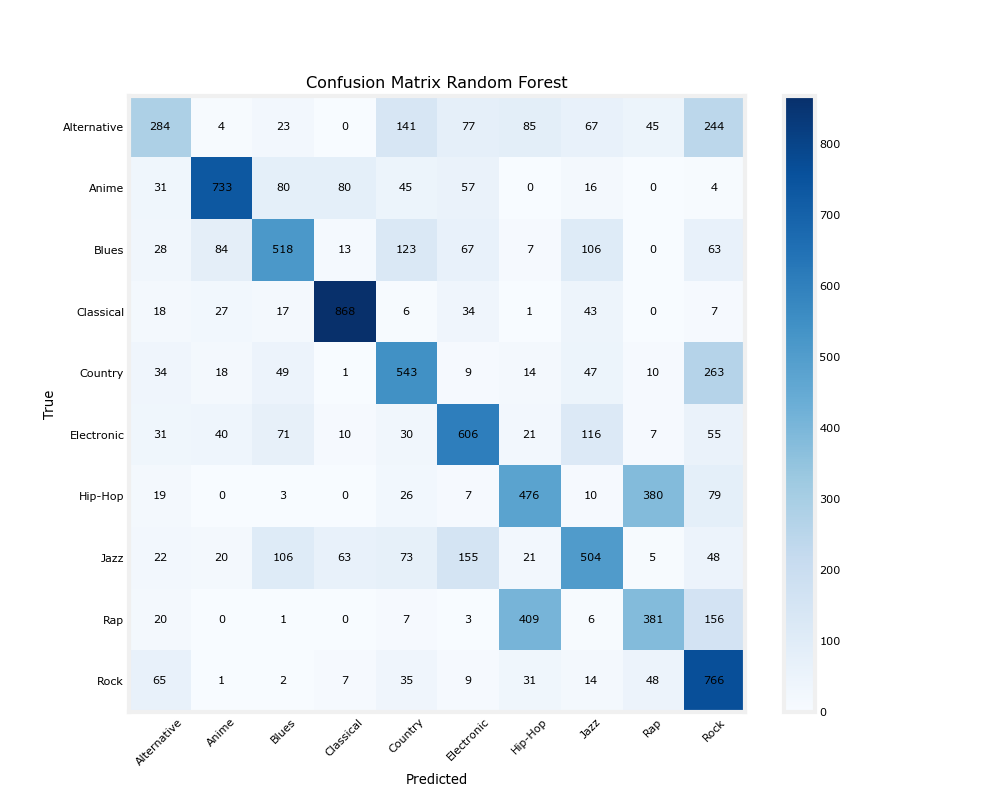 Confusion Matrix Random Forest
Alternative 284 4 23 0 141 77 85 67 45 244
Anime 31 733 80 80 45 57 0 16 0 4
Blues 28 84 518 13 123 67 7 106 0 63
Classical 18 27 17 868 6 34 1 43 0 7
Country 34 18 49 1 543 9 14 47 10 263
Electronic 31 40 71 10 30 606 21 116 7 55
Hip-Hop 19 0 3 0 26 7 476 10 380 79
Jazz 22 20 106 63 73 155 21 504 5 48
Rap 20 0 1 0 7 3 409 6 381 156
Rock 65 1 2 7 35 9 31 14 48 766
True
Alternative Anime Blues Classical Country Electronic Hip-Hop Jazz Rap Rock
Predicted
800
700
600
500
400
300
200
100
0